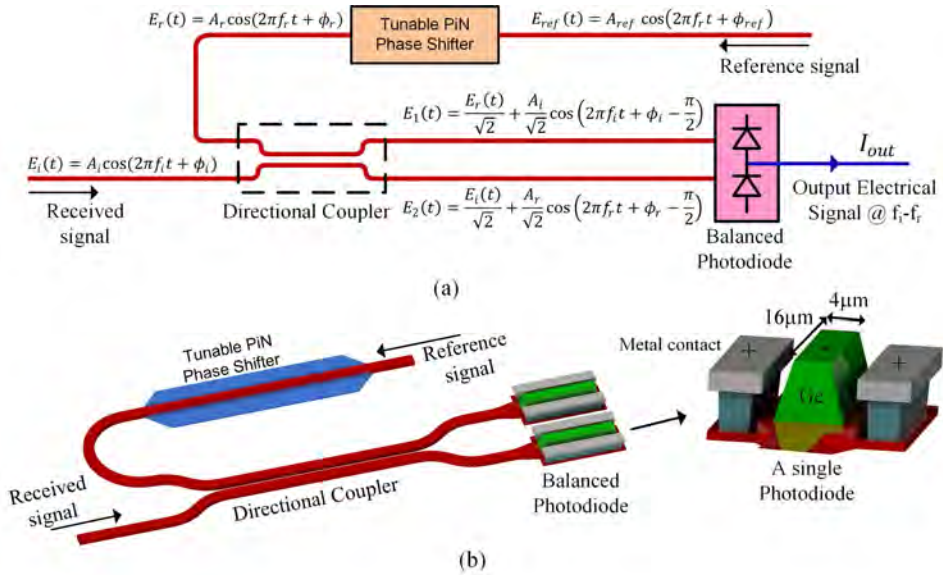 E_r(t) = A_r cos(2πf_r t + ϕ_r)
Tunable PiN
Phase Shifter
E_ref(t) = A_ref cos(2πf_r t + ϕ_ref)
Reference signal
E_1(t) = E_r(t)/√2 + A_i/√2 cos(2πf_i t + ϕ_i − π/2)
E_i(t) = A_i cos(2πf_i t + ϕ_i)
Received
signal
Directional Coupler
E_2(t) = E_i(t)/√2 + A_r/√2 cos(2πf_r t + ϕ_r − π/2)
I_out
Output Electrical
Signal @ f_i-f_r
Balanced
Photodiode
(a)
Tunable PiN
Phase Shifter
Reference
signal
Received
signal
Directional Coupler
Balanced
Photodiode
Metal contact
16µm
4µm
+
-
+
Ge
A single
Photodiode
(b)